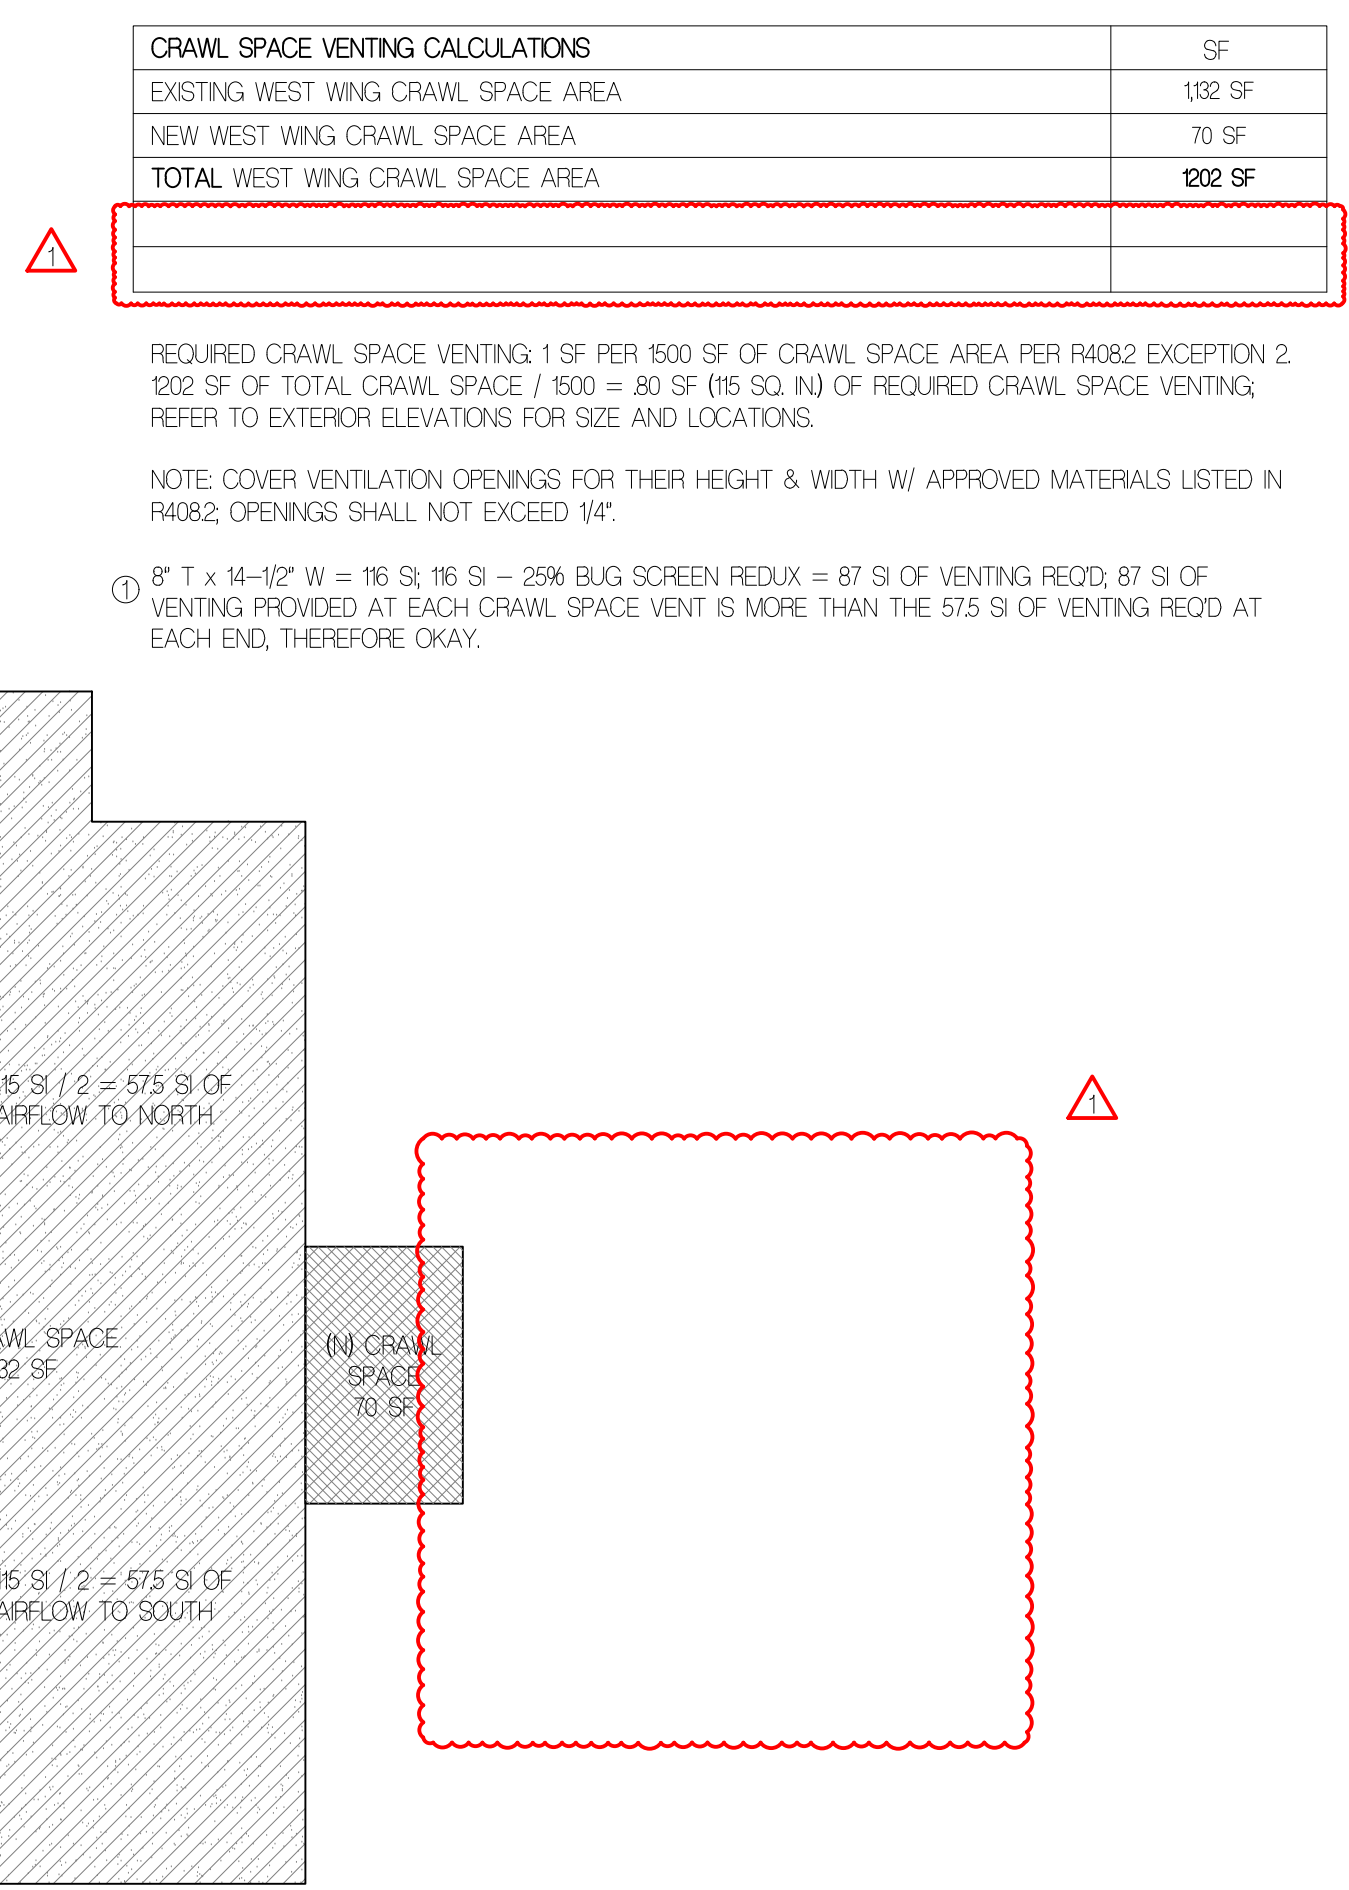 CRAWL SPACE VENTING CALCULATIONS SF
EXISTING WEST WING CRAWL SPACE AREA 1,132 SF
NEW WEST WING CRAWL SPACE AREA 70 SF
TOTAL WEST WING CRAWL SPACE AREA 1202 SF
1
REQUIRED CRAWL SPACE VENTING: 1 SF PER 1500 SF OF CRAWL SPACE AREA PER R408.2 EXCEPTION 2.
1202 SF OF TOTAL CRAWL SPACE / 1500 = .80 SF (115 SQ. IN.) OF REQUIRED CRAWL SPACE VENTING;
REFER TO EXTERIOR ELEVATIONS FOR SIZE AND LOCATIONS.
NOTE: COVER VENTILATION OPENINGS FOR THEIR HEIGHT & WIDTH W/ APPROVED MATERIALS LISTED IN
R408.2; OPENINGS SHALL NOT EXCEED 1/4".
1 8" T x 14-1/2" W = 116 SI; 116 SI - 25% BUG SCREEN REDUX = 87 SI OF VENTING REQ'D; 87 SI OF
VENTING PROVIDED AT EACH CRAWL SPACE VENT IS MORE THAN THE 57.5 SI OF VENTING REQ'D AT
EACH END, THEREFORE OKAY.
15 SI / 2 = 57.5 SI OF
AIRFLOW TO NORTH
1
AWL SPACE
32 SF
(N) CRAWL
SPACE
70 SF
115 SI / 2 = 57.5 SI OF
AIRFLOW TO SOUTH